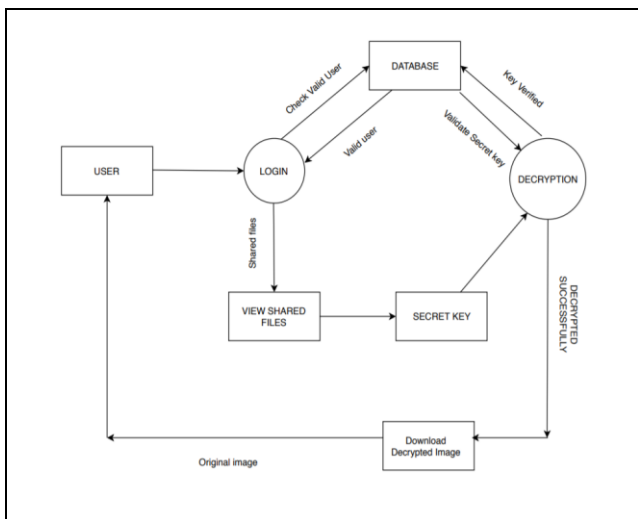 DATABASE
Check Valid User
Key Verified
Valid user
Validate Secret key
USER
LOGIN
DECRYPTION
Shared files
VIEW SHARED
FILES
SECRET KEY
DECRYPTED
SUCCESSFULLY
Download
Decrypted Image
Original image